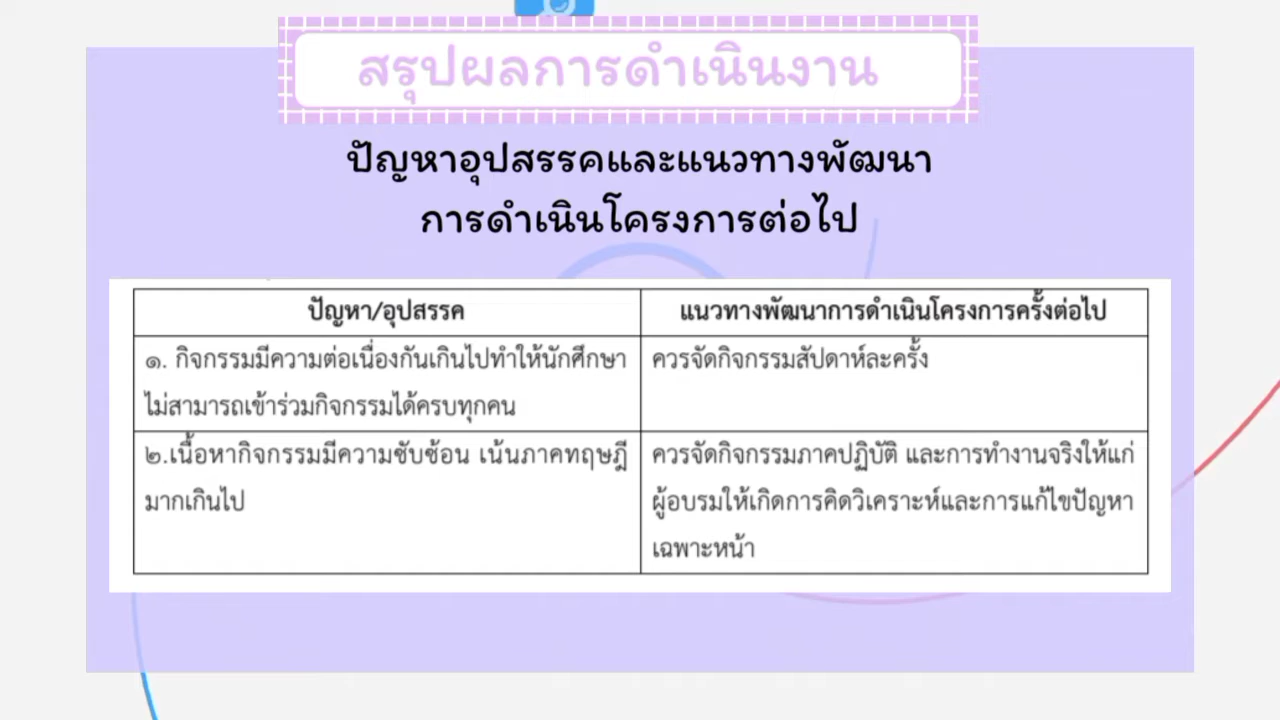 สรุปผลการดำเนินงาน
ปัญหาอุปสรรคและแนวทางพัฒนา
การดำเนินโครงการต่อไป
ปัญหา/อุปสรรค
แนวทางพัฒนาการดำเนินโครงการครั้งต่อไป
๑. กิจกรรมมีความต่อเนื่องกันเกินไปทำให้นักศึกษา
ไม่สามารถเข้าร่วมกิจกรรมได้ครบทุกคน
ควรจัดกิจกรรมสัปดาห์ละครั้ง
๒.เนื้อหากิจกรรมมีความซับซ้อน เน้นภาคทฤษฎี
มากเกินไป
ควรจัดกิจกรรมภาคปฏิบัติ และการทำงานจริงให้แก่
ผู้อบรมให้เกิดการคิดวิเคราะห์และการแก้ไขปัญหา
เฉพาะหน้า